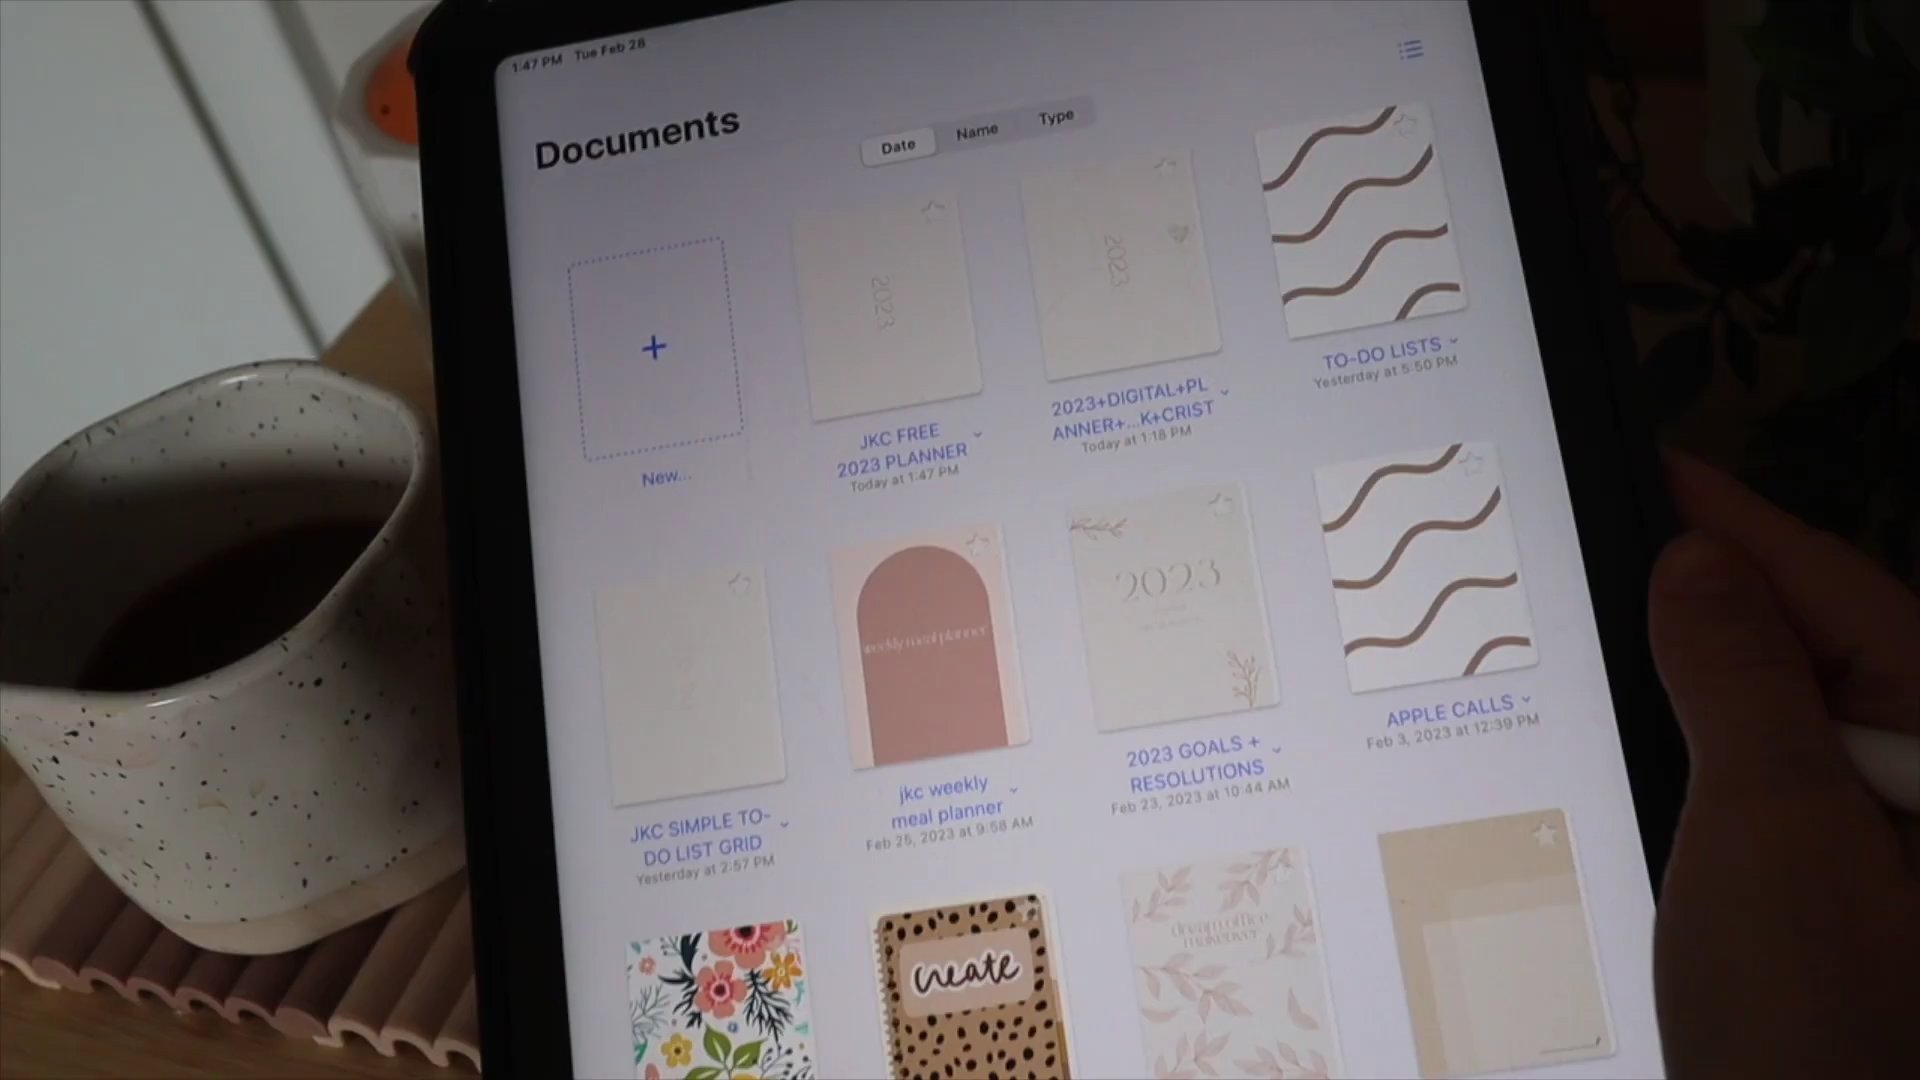 1:47 PM Tue Feb 28
Documents
Date Name Type
New...
2023
JKC FREE
2023 PLANNER
Today at 1:47 PM
2023
2023+DIGITAL+PL
ANNER+...K+CRIST
Today at 1:18 PM
TO-DO LISTS
Yesterday at 5:50 PM
JKC SIMPLE TO-
DO LIST GRID
Yesterday at 2:57 PM
weekly meal planner
jkc weekly
meal planner
Feb 25, 2023 at 9:58 AM
2023
2023 GOALS +
RESOLUTIONS
Feb 23, 2023 at 10:44 AM
APPLE CALLS
Feb 3, 2023 at 12:39 PM
create
dream office
makeover